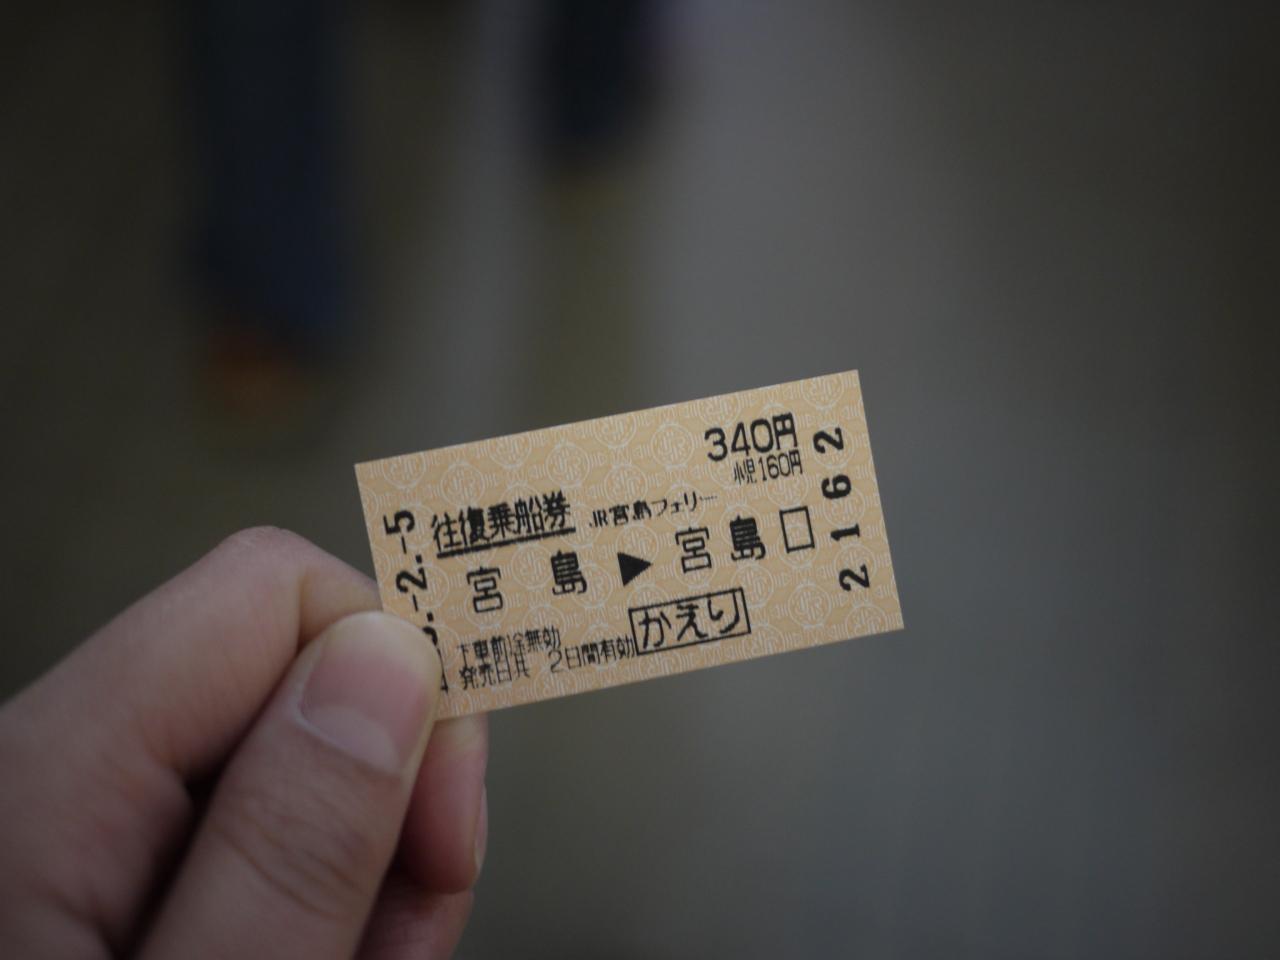 340円
小児160円
往復乗船券 JR宮島フェリー
宮島▶宮島口
かえり
下車前途無効
発売日共 2日間有効
-2.-5
2162